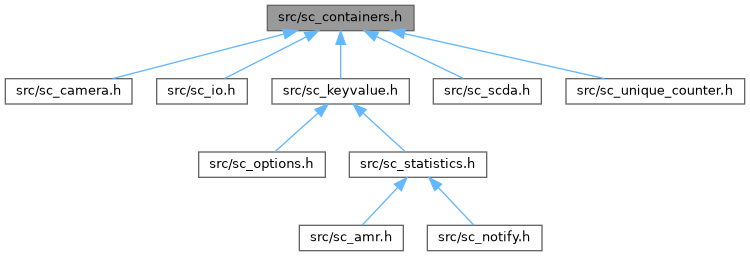 src/sc_containers.h
src/sc_camera.h
src/sc_io.h
src/sc_keyvalue.h
src/sc_scda.h
src/sc_unique_counter.h
src/sc_options.h
src/sc_statistics.h
src/sc_amr.h
src/sc_notify.h